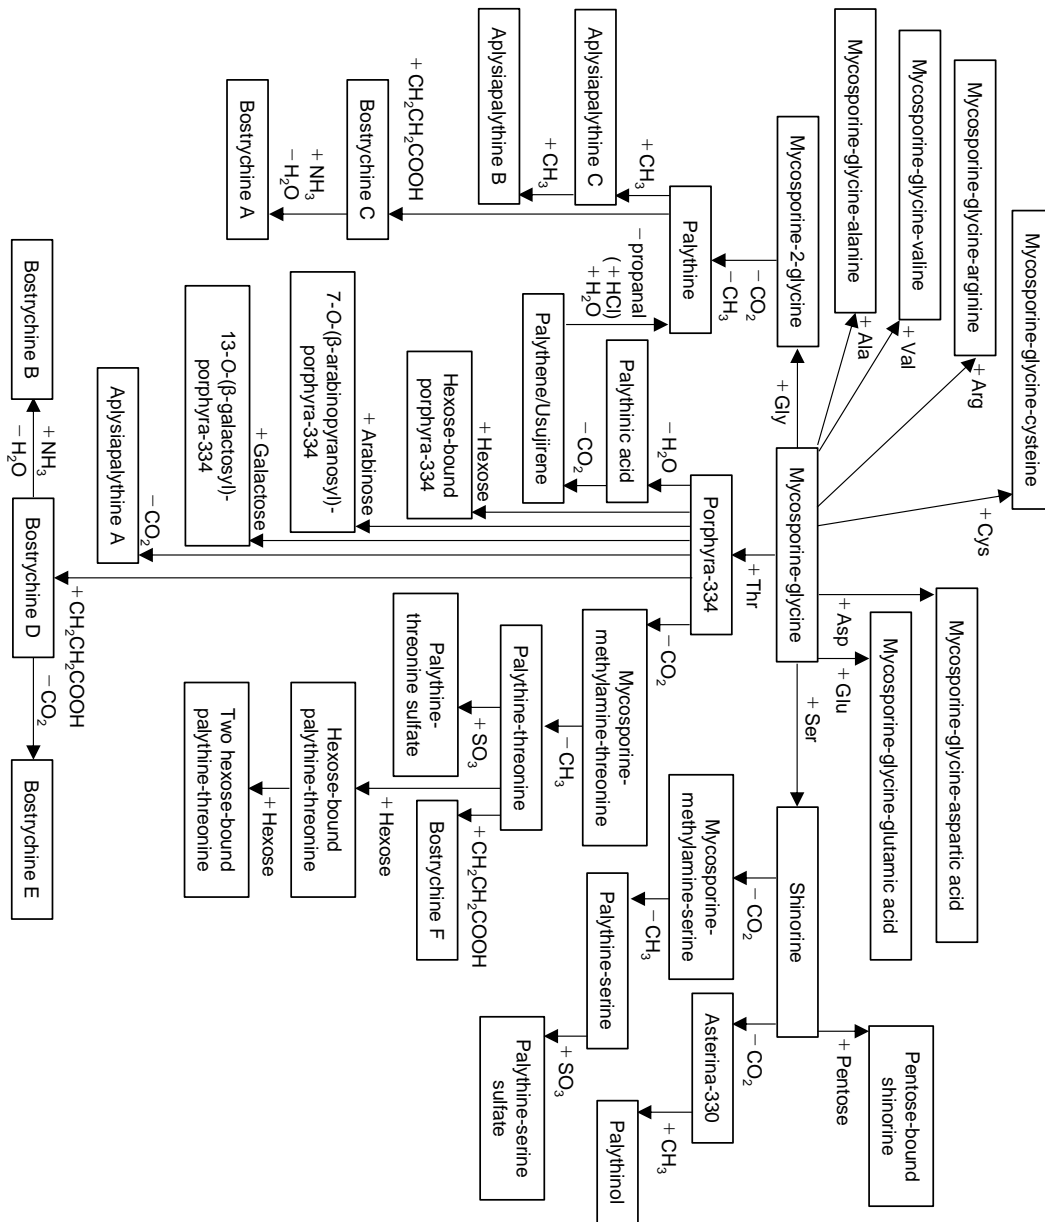 Mycosporine-glycine-cysteine
Mycosporine-glycine-arginine
Mycosporine-glycine-valine
Mycosporine-glycine-alanine
+ Cys
+ Arg
+ Val
+ Ala
Mycosporine-glycine-aspartic acid
Mycosporine-glycine-glutamic acid
+ Asp
+ Glu
Pentose-bound
shinorine
+ Pentose
Mycosporine-2-glycine
+ Gly
Mycosporine-glycine
+ Ser
Shinorine
−CO₂
−CH₃
+ Thr
−CO₂
−CO₂
Palythine
Porphyra-334
Mycosporine-
methylamine-serine
Asterina-330
+ CH₃
−propanal
(+HCl)
+H₂O
−H₂O
−CO₂
−CH₃
+ CH₃
Aplysiapalythine C
Palythinic acid
Mycosporine-
methylamine-threonine
Palythine-serine
Palythinol
+ CH₃
−CO₂
−CH₃
+ SO₃
Aplysiapalythine B
Palythene/Usujirene
Palythine-threonine
Palythine-serine
sulfate
+ CH₂CH₂COOH
+ Hexose
+ SO₃
+ Hexose
+ CH₂CH₂COOH
Bostrychine C
Hexose-bound
porphyra-334
Palythine-
threonine sulfate
Bostrychine F
+ NH₃
−H₂O
+ Arabinose
Bostrychine A
7-O-(β-arabinopyranosyl)-
porphyra-334
Hexose-bound
palythine-threonine
+ Galactose
+ Hexose
13-O-(β-galactosyl)-
porphyra-334
Two hexose-bound
palythine-threonine
−CO₂
Aplysiapalythine A
+ CH₂CH₂COOH
Bostrychine B
+ NH₃
−H₂O
Bostrychine D
−CO₂
Bostrychine E